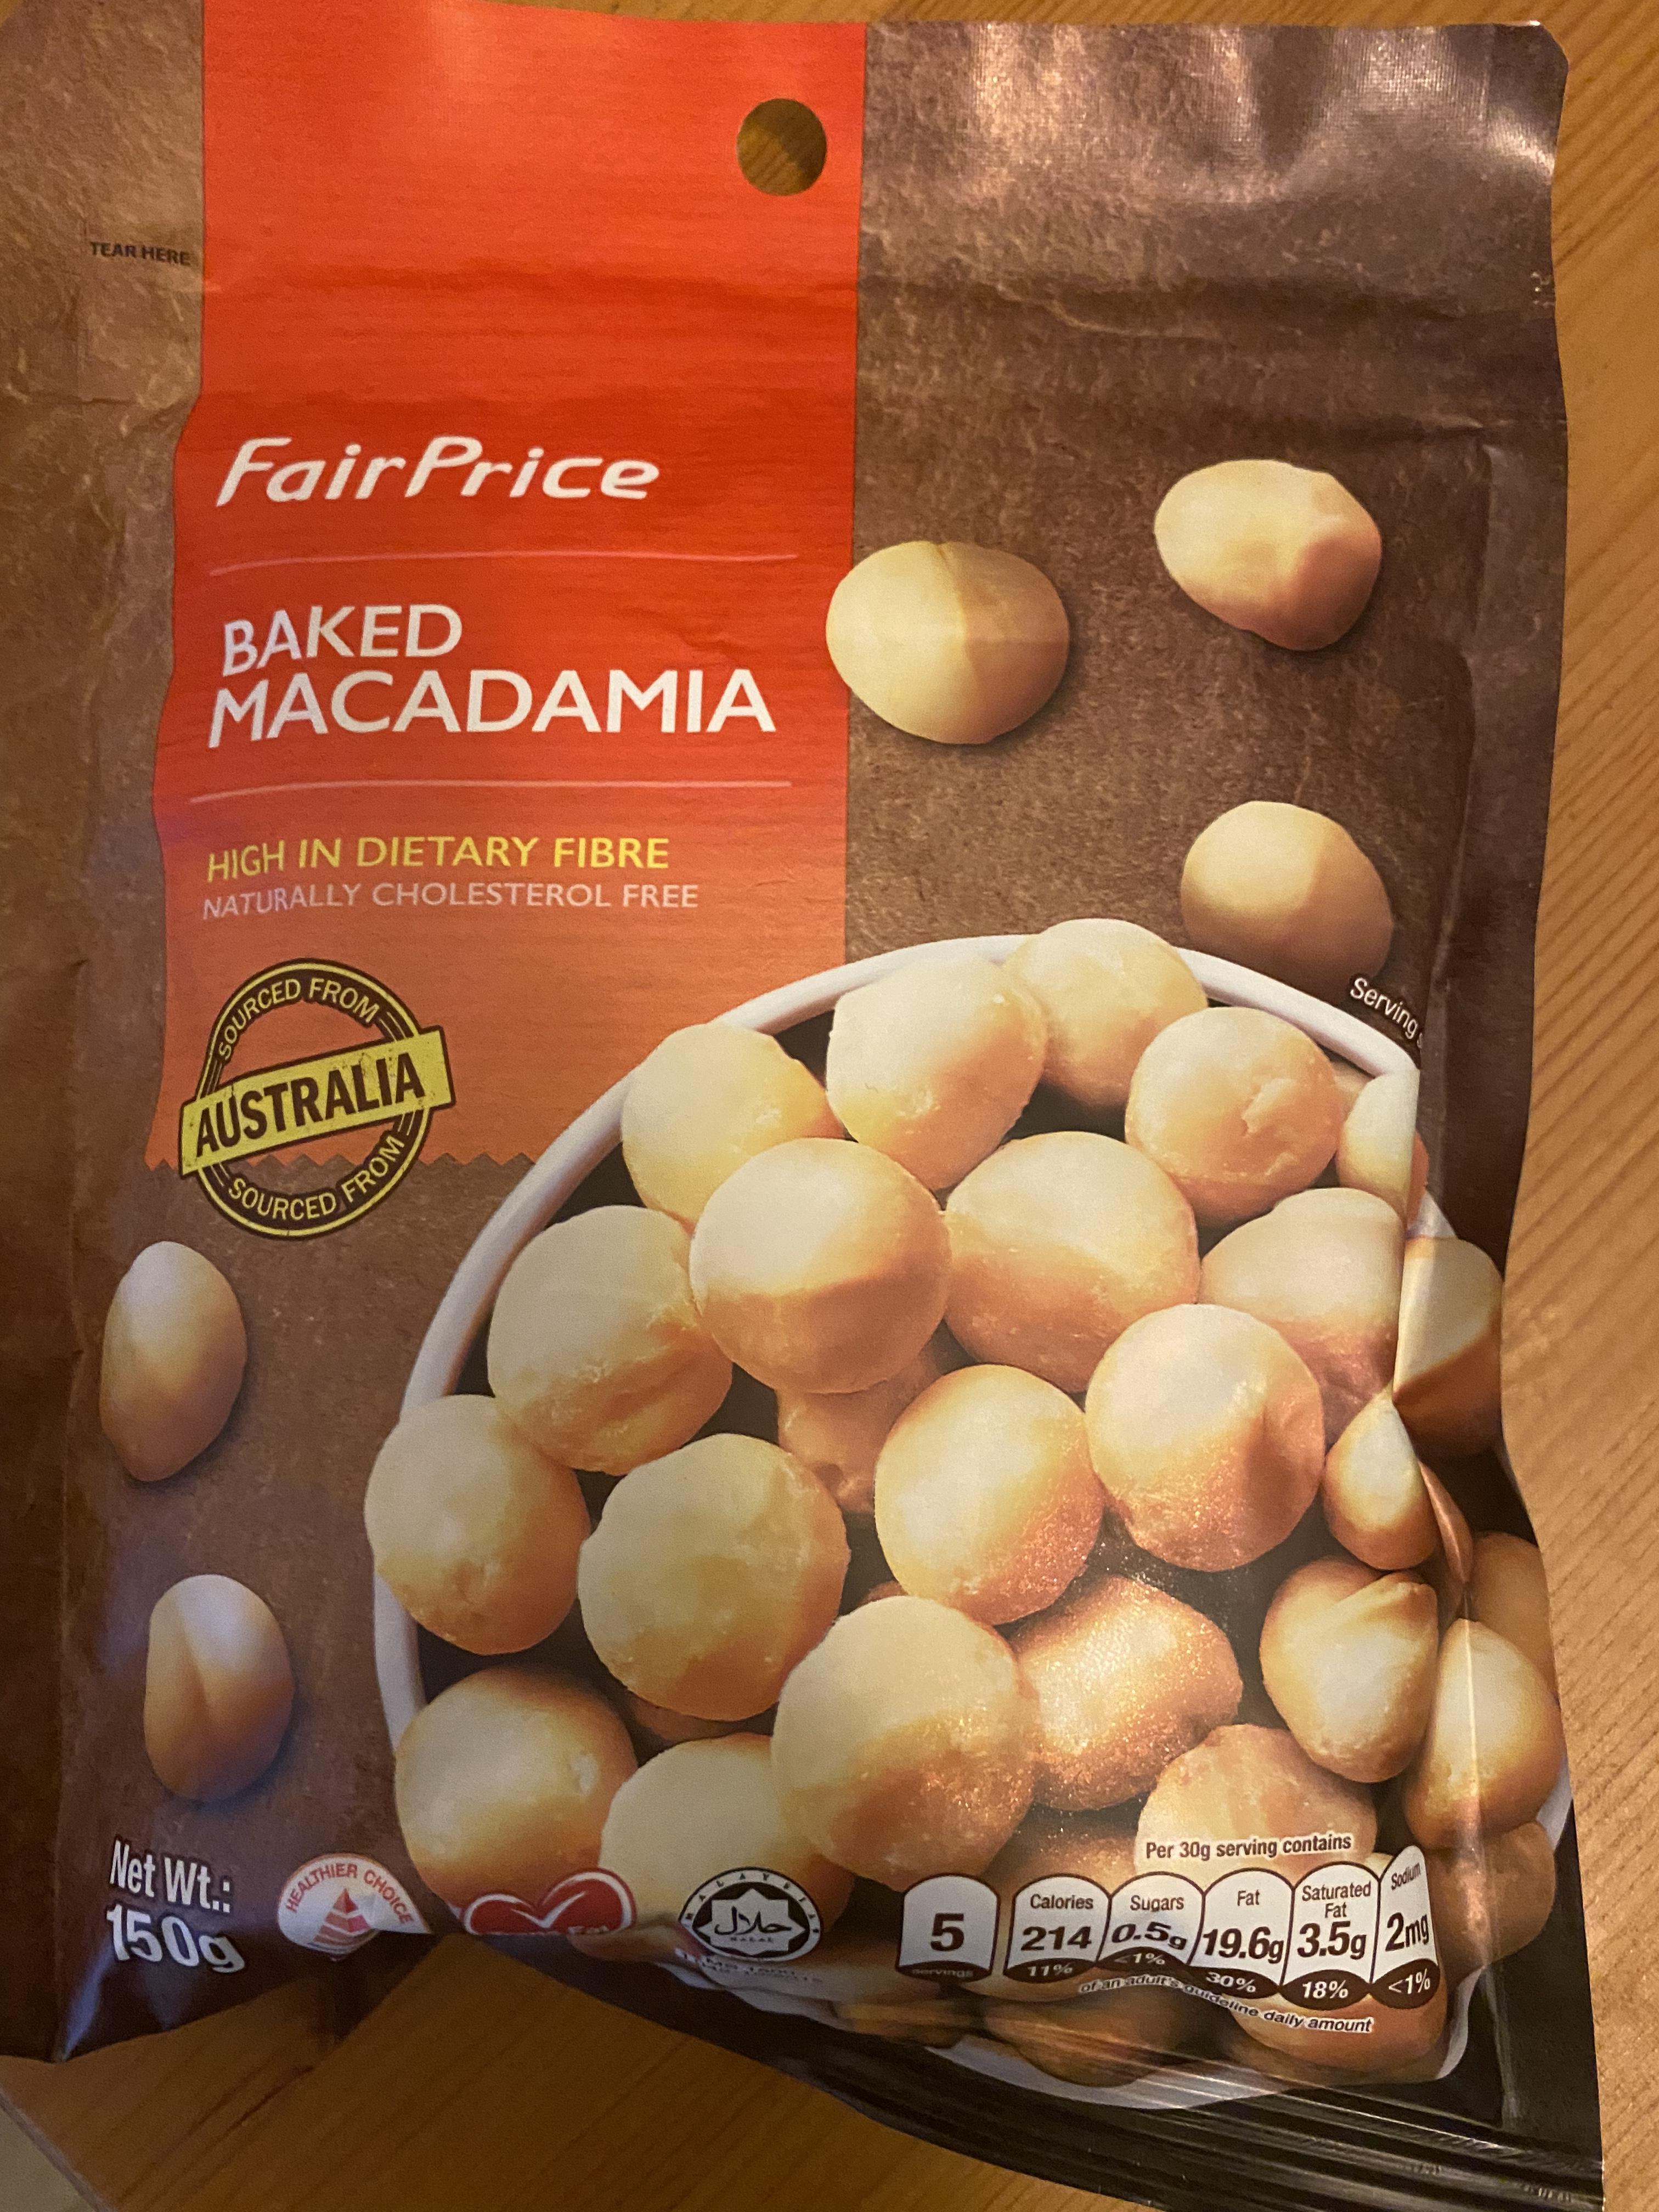 TEAR HERE
FairPrice
BAKED
MACADAMIA
HIGH IN DIETARY FIBRE
NATURALLY CHOLESTEROL FREE
SOURCED FROM
AUSTRALIA
SOURCED FROM
Serving
Net Wt.:
150g
HEALTHIER CHOICE
MALAYSIA
حلال
HALAL
Per 30g serving contains
5
servings
Calories
214
11%
Sugars
0.5g
<1%
Fat
19.6g
30%
Saturated
Fat
3.5g
18%
Sodium
2mg
<1%
of an adult's guideline daily amount